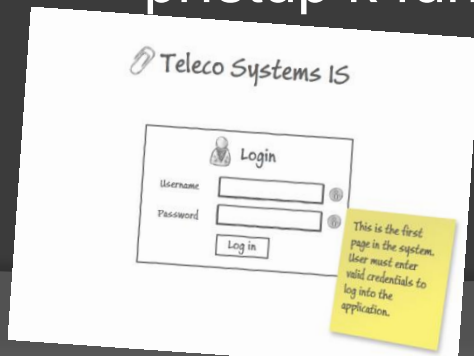 přístup k
Teleco Systems IS
Login
Username
Password
Log in
This is the first
page in the system.
User must enter
valid credentials to
log into the
application.